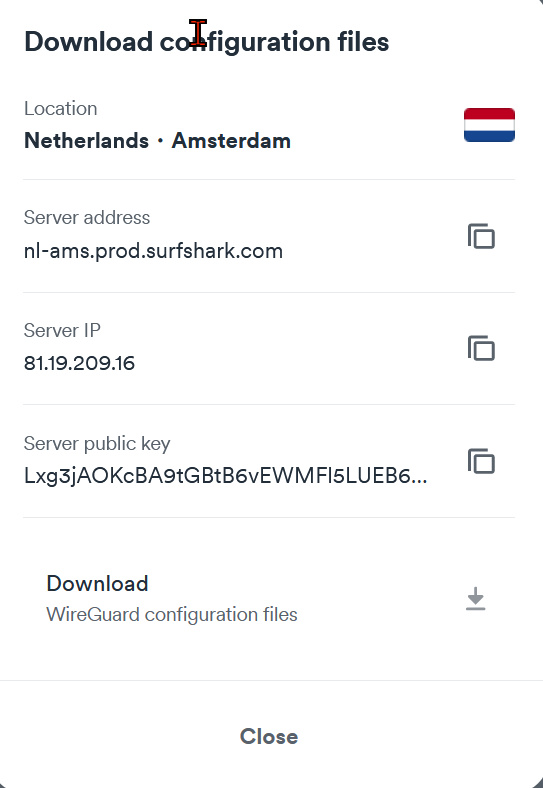 Download configuration files
Location
Netherlands · Amsterdam
Server address
nl-ams.prod.surfshark.com
Server IP
81.19.209.16
Server public key
Lxg3jAOKcBA9tGBtB6vEWMFl5LUEB6...
Download
WireGuard configuration files
Close